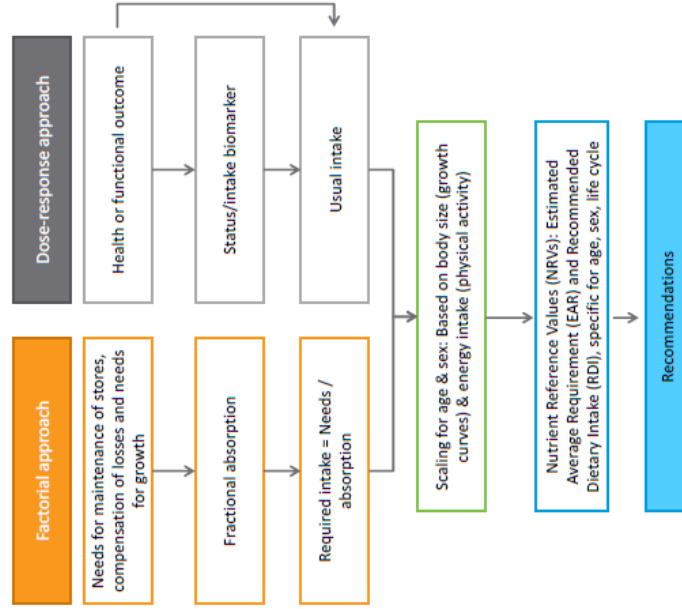 Factorial approach
Needs for maintenance of stores,
compensation of losses and needs
for growth
Fractional absorption
Required intake = Needs /
absorption
Dose-response approach
Health or functional outcome
Status/intake biomarker
Usual intake
Scaling for age & sex: Based on body size (growth
curves) & energy intake (physical activity)
Nutrient Reference Values (NRVs): Estimated
Average Requirement (EAR) and Recommended
Dietary Intake (RDI), specific for age, sex, life cycle
Recommendations